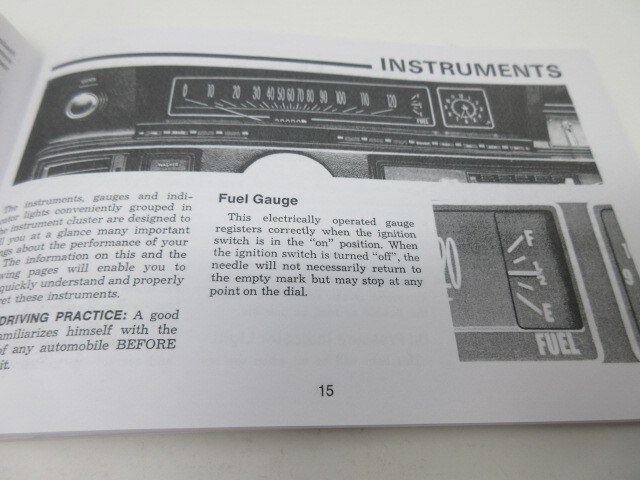 INSTRUMENTS
0 10 20 30 40 50 60 70 80 90 100 110 120
The instruments, gauges and indi-
lights conveniently grouped in
instrument cluster are designed to
you at a glance many important
about the performance of your
The information on this and the
pages will enable you to
quickly understand and properly
these instruments.
DRIVING PRACTICE: A good
familiarizes himself with the
of any automobile BEFORE
it.
Fuel Gauge
This electrically operated gauge
registers correctly when the ignition
switch is in the "on" position. When
the ignition switch is turned "off", the
needle will not necessarily return to
the empty mark but may stop at any
point on the dial.
20
F
½
E
FUEL
15